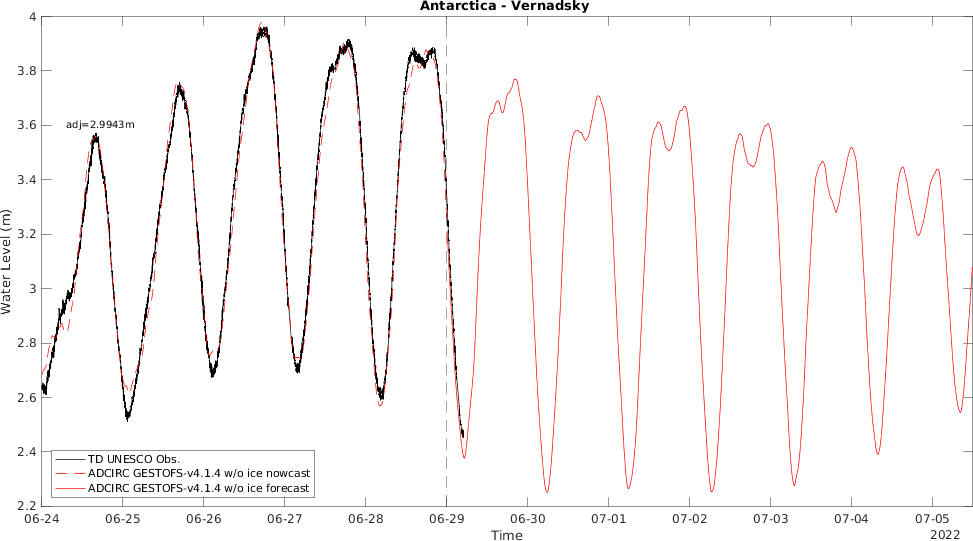 Antarctica - Vernadsky
4
3.8
3.6
3.4
3.2
3
2.8
2.6
2.4
2.2
Water Level (m)
adj=2.9943m
TD UNESCO Obs.
ADCIRC GESTOFS-v4.1.4 w/o ice nowcast
ADCIRC GESTOFS-v4.1.4 w/o ice forecast
06-24 06-25 06-26 06-27 06-28 06-29 06-30 07-01 07-02 07-03 07-04 07-05
Time
2022